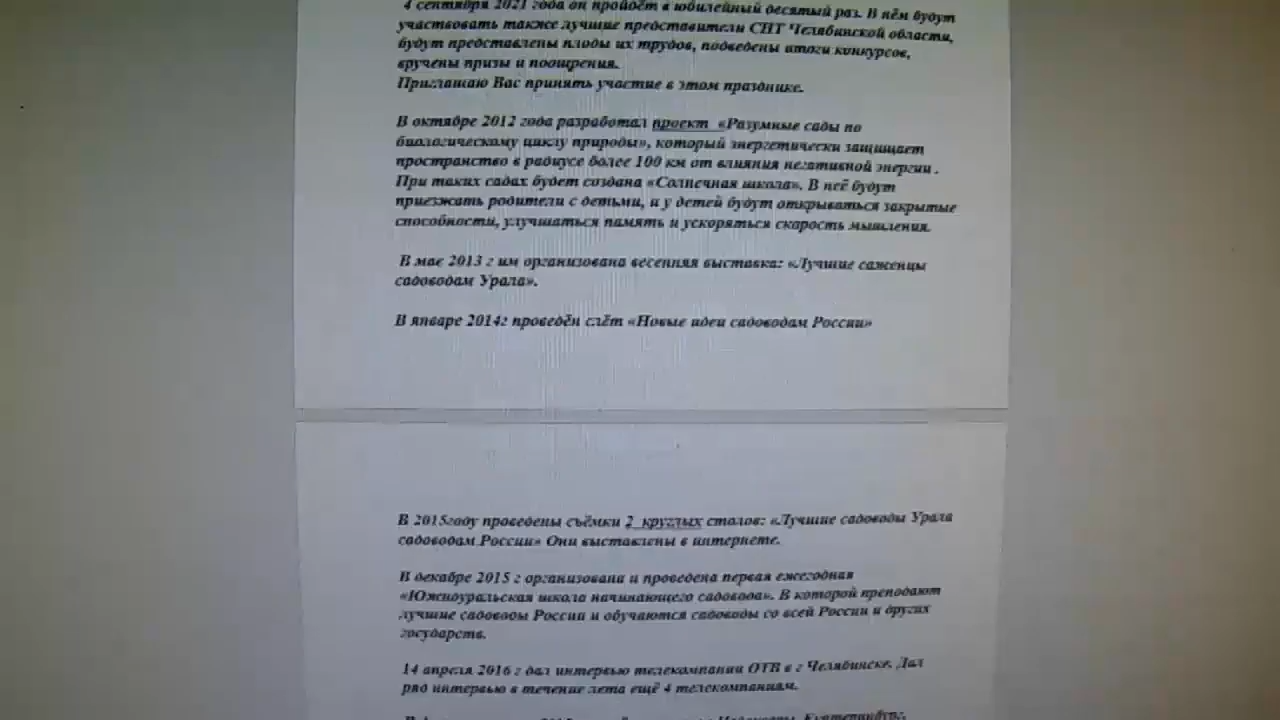 4 сентября 2021 года он пройдёт в юбилейный десятый раз. В нём будут
участвовать также лучшие представители СНТ Челябинской области,
будут представлены плоды их трудов, подведены итоги конкурсов,
вручены призы и поощрения.
Приглашаю Вас принять участие в этом празднике.
В октябре 2012 года разработал проект «Разумные сады по
биологическому циклу природы», который энергетически защищает
пространство в радиусе более 100 км от влияния негативной энергии .
При таких садах будет создана «Солнечная школа». В неё будут
приезжать родители с детьми, и у детей будут открываться закрытые
способности, улучшаться память и ускоряться скорость мышления.
В мае 2013 г им организована весенняя выставка: «Лучшие саженцы
садоводам Урала».
В январе 2014г проведён слёт «Новые идеи садоводам России»
В 2015году проведены съёмки 2 круглых столов: «Лучшие садоводы Урала
садоводам России» Они выставлены в интернете.
В декабре 2015 г организована и проведена первая ежегодная
«Южноуральская школа начинающего садовода». В которой преподают
лучшие садоводы России и обучаются садоводы со всей России и других
государств.
14 апреля 2016 г дал интервью телекомпании ОТВ в г Челябинске. Дал
ряд интервью в течение лета ещё 4 телекомпаниям.
Екатеринбург,